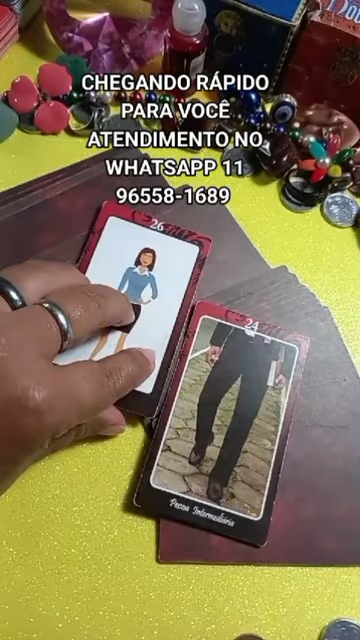 CHEGANDO RÁPIDO
PARA VOCÊ
ATENDIMENTO NO
WHATSAPP 11
96558-1689
26
24
Pessoa Intermediária